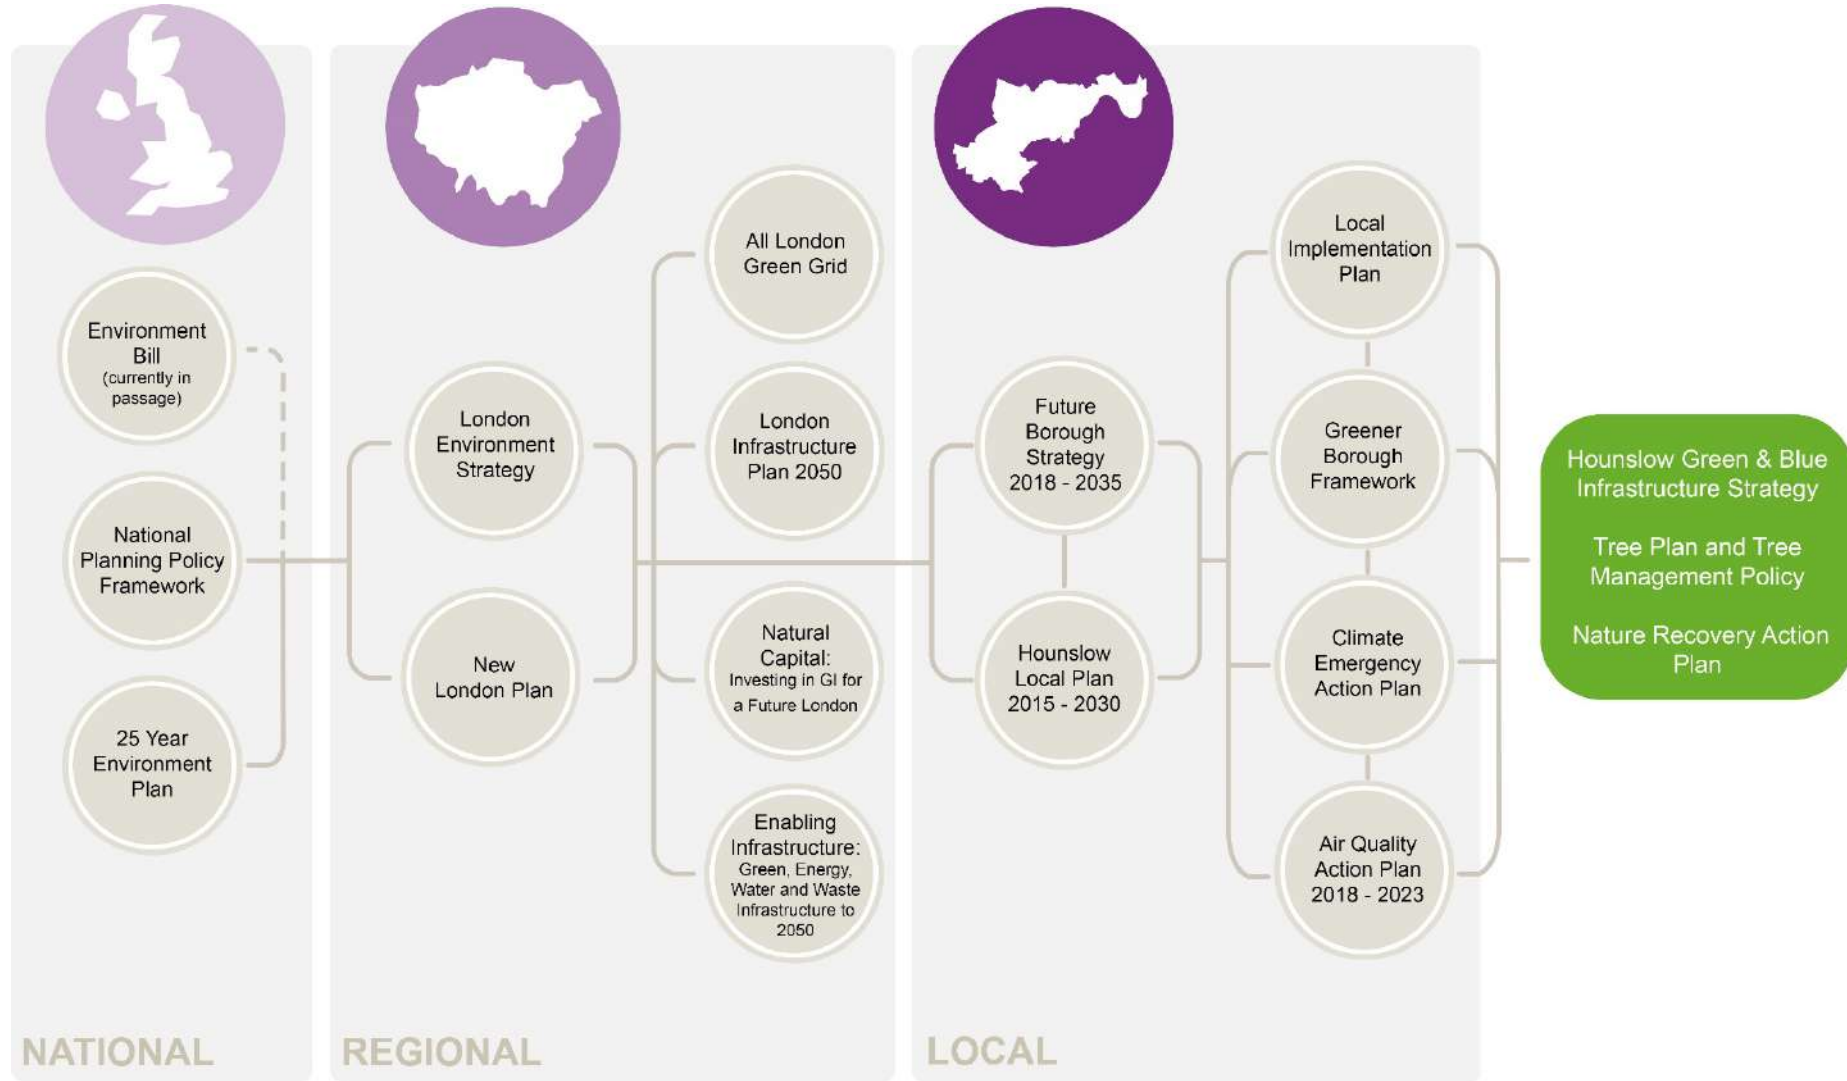 Environment
Bill
(currently in
passage)
National
Planning Policy
Framework
25 Year
Environment
Plan
NATIONAL
London
Environment
Strategy
New
London Plan
All London
Green Grid
London
Infrastructure
Plan 2050
Natural
Capital:
Investing in GI for
a Future London
Enabling
Infrastructure:
Green, Energy,
Water and Waste
Infrastructure to
2050
REGIONAL
Future
Borough
Strategy
2018 - 2035
Hounslow
Local Plan
2015 - 2030
Local
Implementation
Plan
Greener
Borough
Framework
Climate
Emergency
Action Plan
Air Quality
Action Plan
2018 - 2023
LOCAL
Hounslow Green & Blue
Infrastructure Strategy
Tree Plan and Tree
Management Policy
Nature Recovery Action
Plan